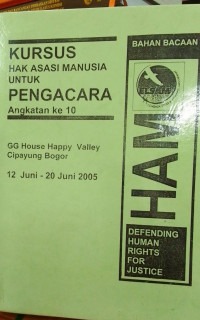 KURSUS
HAK ASASI MANUSIA
UNTUK
PENGACARA
Angkatan ke 10
GG House Happy Valley
Cipayung Bogor
12 Juni - 20 Juni 2005
BAHAN BACAAN
ELSAM
HAM
DEFENDING
HUMAN
RIGHTS
FOR
JUSTICE